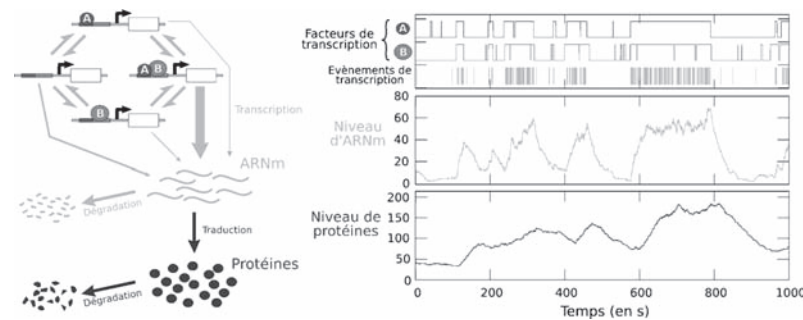 A
A B
B
Transcription
ARNm
Dégradation
Traduction
Protéines
Dégradation
Facteurs de
transcription
A
B
Evènements de
transcription
Niveau
d'ARNm
80
60
40
20
0
Niveau de
protéines
200
150
100
50
0
0 200 400 600 800 1000
Temps (en s)